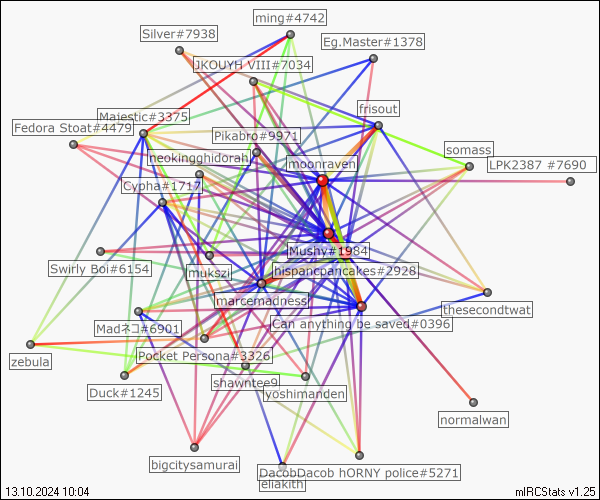 ming#4742
Silver#7938
Eg.Master#1378
JKOUYH VIII#7034
frisout
Majestic#3375
Fedora Stoat#4479
Pikabro#9971
somass
neokingghidorah
moonraven
LPK2387 #7690
Cypha#1717
Mushy#1984
Swirly Boi#6154
mukszi
hispancpancakes#2928
marcemadness
thesecondtwat
Madネコ#6901
Can anything be saved#0396
zebula
Pocket Persona#3326
shawntee9
Duck#1245
yoshimanden
normalwan
bigcitysamurai
DacobDacob hORNY police#5271
eliakith
13.10.2024 10:04
mIRCStats v1.25